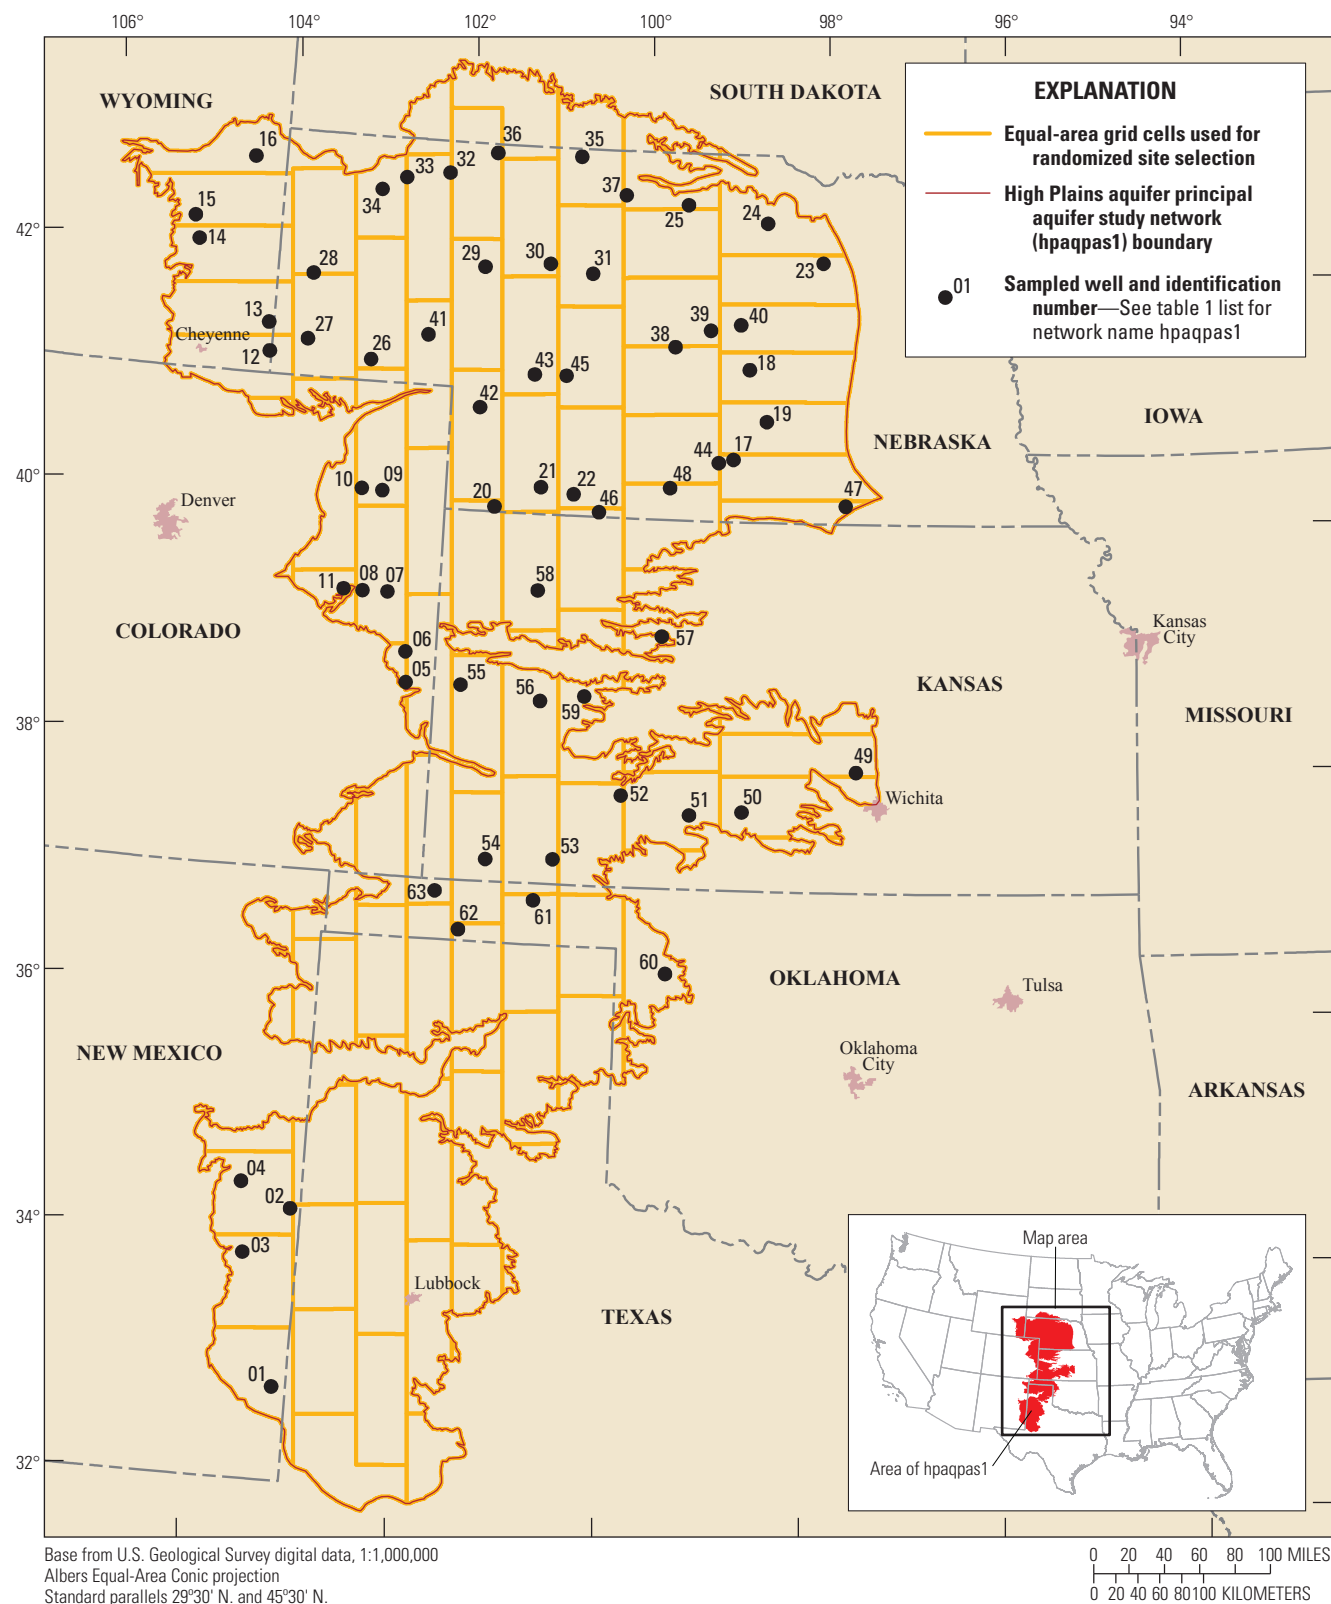 106° 104° 102° 100° 98° 96° 94°
WYOMING
SOUTH DAKOTA
EXPLANATION
Equal-area grid cells used for
randomized site selection
High Plains aquifer principal
aquifer study network
(hpaqpas1) boundary
01 Sampled well and identification
number—See table 1 list for
network name hpaqpas1
16
36
35
33
32
34
37
25
24
15
14
42°
28
29
30
31
23
13
Cheyenne
12
27
26
41
39
40
38
43
45
18
42
19
IOWA
NEBRASKA
44
17
40°
10
09
21
22
48
47
20
46
Denver
11
08
07
58
COLORADO
06
57
Kansas
City
05
55
56
59
KANSAS
MISSOURI
38°
49
52
51
50
Wichita
54
53
63
62
61
36°
60
OKLAHOMA
Tulsa
NEW MEXICO
Oklahoma
City
ARKANSAS
04
02
34°
03
Lubbock
TEXAS
Map area
01
Area of hpaqpas1
32°
Base from U.S. Geological Survey digital data, 1:1,000,000
Albers Equal-Area Conic projection
Standard parallels 29°30' N. and 45°30' N.
0 20 40 60 80 100 MILES
0 20 40 60 80 100 KILOMETERS